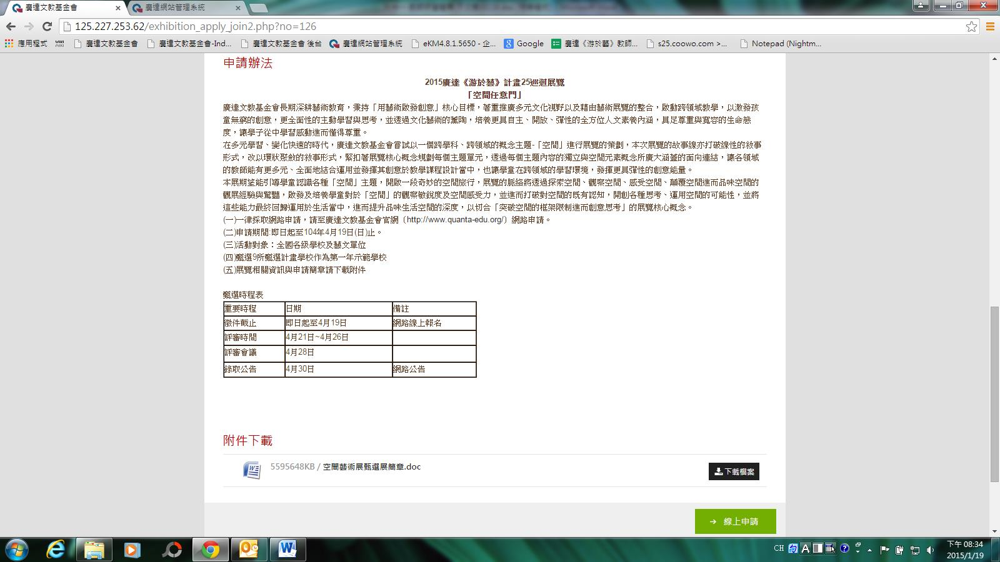 廣達文教基金會
廣達網站管理系統
125.227.253.62/exhibition_apply_join2.php?no=126
應用程式
WIKI
廣達文教基金會
廣達文教基金會-Ind...
廣達文教基金會 後台
廣達網站管理系統
eKM4.8.1.5650 - 企...
Google
廣達《游於藝》教師...
s25.coowo.com >...
Notepad (Nightm...
申請辦法
2015廣達《游於藝》計畫25巡迴展覽
「空間任意門」
廣達文教基金會長期深耕藝術教育，秉持「用藝術啟發創意」核心目標，著重推廣多元文化視野以及藉由藝術展覽的整合，啟動跨領域教學，以激發孩
童無窮的創意，更全面性的主動學習與思考，並透過文化藝術的薰陶，培養更具自主、開放、彈性的全方位人文素養內涵，具足尊重與寬容的生命態
度，讓學子從中學習感動進而懂得尊重。
在多元學習、變化快速的時代，廣達文教基金會嘗試以一個跨學科、跨領域的概念主題-「空間」進行展覽的策劃，本次展覽的故事線亦打破線性的敘事
形式，改以環狀聚斂的敘事形式，緊扣著展覽核心概念規劃每個主題單元，透過每個主題內容的獨立與空間元素概念所廣大涵蓋的面向連結，讓各領域
的教師能有更多元、全面地結合運用並發揮其創意於教學課程設計當中，也讓學童在跨領域的學習環境，發揮更具彈性的創意能量。
本展期望能引導學童認識各種「空間」主題，開啟一段奇妙的空間旅行，展覽的脈絡將透過探索空間、觀察空間、感受空間、顛覆空間進而品味空間的
觀展經驗與驚豔，啟發及培養學童對於「空間」的觀察敏銳度及空間感受力，並進而打破對空間的既有認知，開創各種思考、運用空間的可能性，並將
這些能力最終回歸運用於生活當中，進而提升品味生活空間的深度，以切合「突破空間的框架限制進而創意思考」的展覽核心概念。
(一)一律採取網路申請，請至廣達文教基金會官網〔http://www.quanta-edu.org/〕網路申請。
(二)申請期間:即日起至104年4月19日(日)止。
(三)活動對象：全國各級學校及藝文單位
(四)甄選9所甄選計畫學校作為第一年示範學校
(五)展覽相關資訊與申請簡章請下載附件
甄選時程表
重要時程 日期 備註
徵件截止 即日起至4月19日 網路線上報名
評審時間 4月21日~4月26日
評審會議 4月28日
錄取公告 4月30日 網路公告
附件下載
5595648KB / 空間藝術展甄選展簡章.doc
下載檔案
線上申請
CH
下午 08:34
2015/1/19